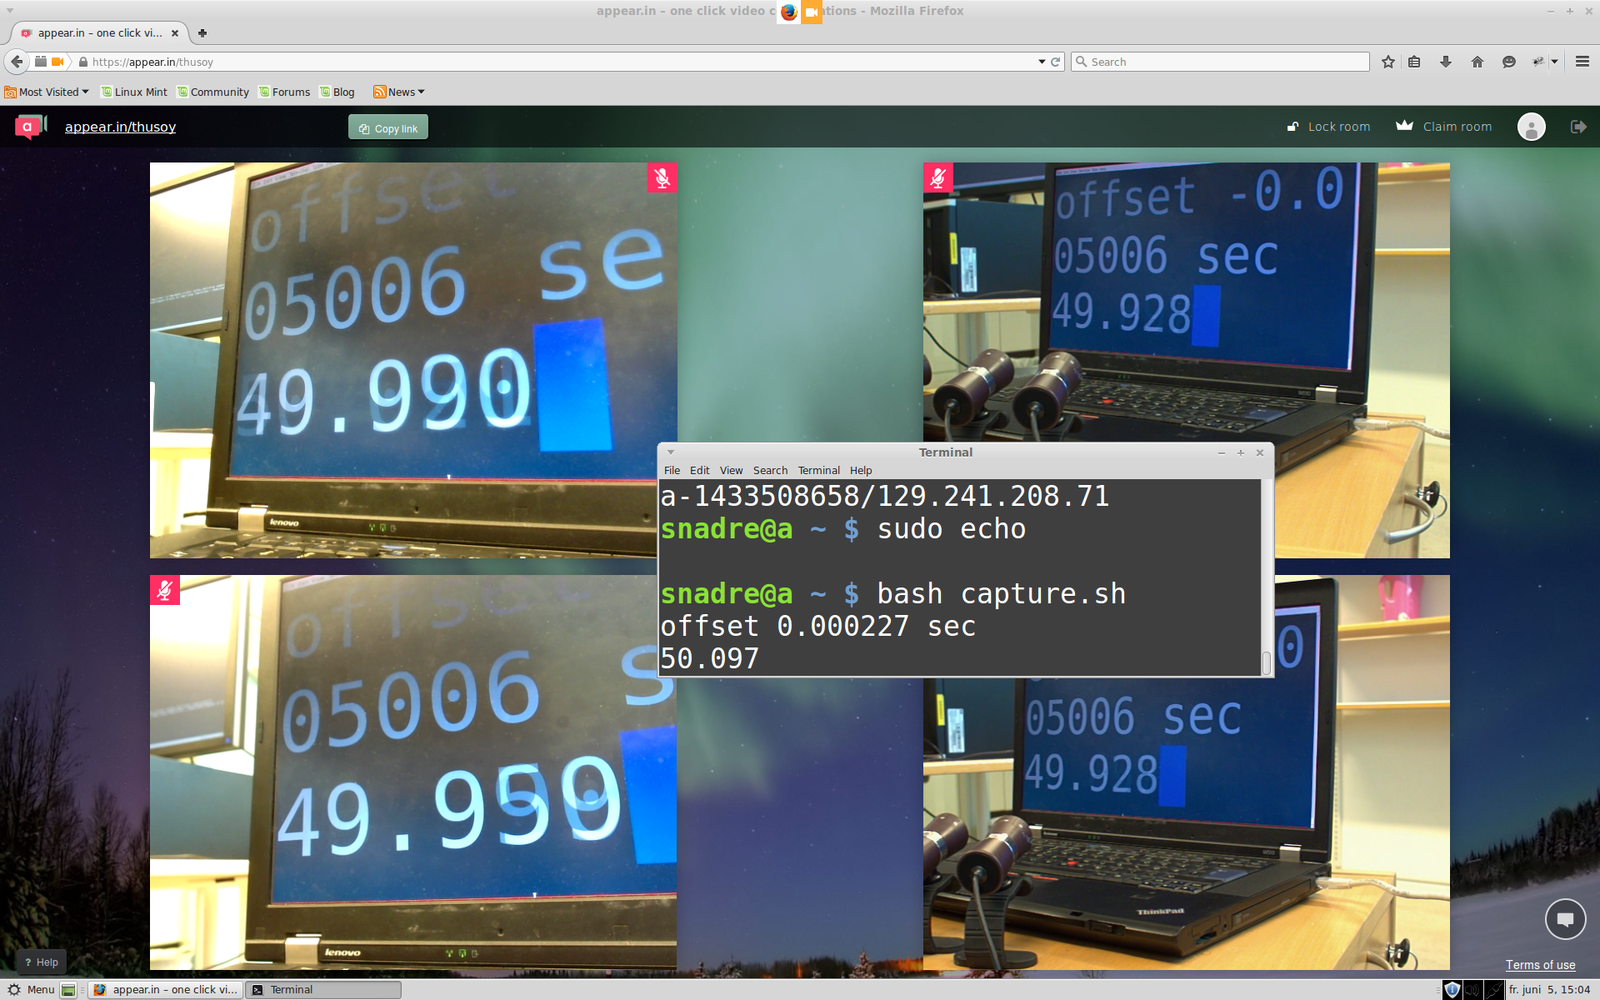 appear.in – one click video c
tions - Mozilla Firefox
appear.in – one click vi...
https://appear.in/thusoy
Search
Most Visited
Linux Mint
Community
Forums
Blog
News
a
appear.in/thusoy
Copy link
Lock room
Claim room
offset
05006 se
49.990
lenovo
offset -0.0
05006 sec
49.928
Terminal
File Edit View Search Terminal Help
a-1433508658/129.241.208.71
snadre@a ~ $ sudo echo
snadre@a ~ $ bash capture.sh
offset 0.000227 sec
50.097
offset
05006 s
49.950
lenovo
0
05006 sec
49.928
ThinkPad
? Help
Terms of use
Menu
appear.in – one click vi...
Terminal
fr. juni 5, 15:04